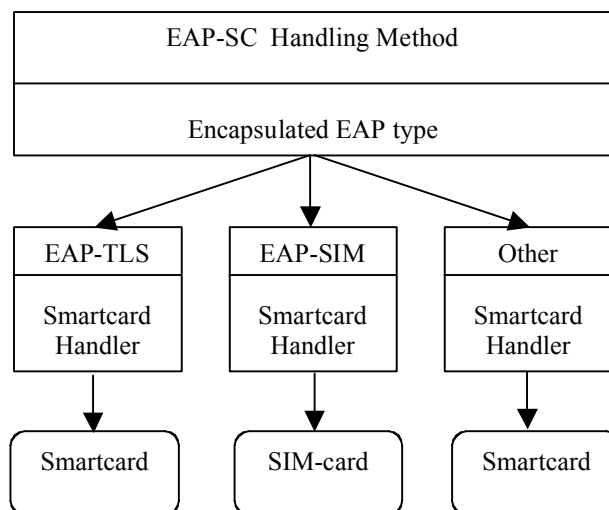 EAP-SC Handling Method
Encapsulated EAP type
EAP-TLS
EAP-SIM
Other
Smartcard
Handler
Smartcard
Handler
Smartcard
Handler
Smartcard
SIM-card
Smartcard